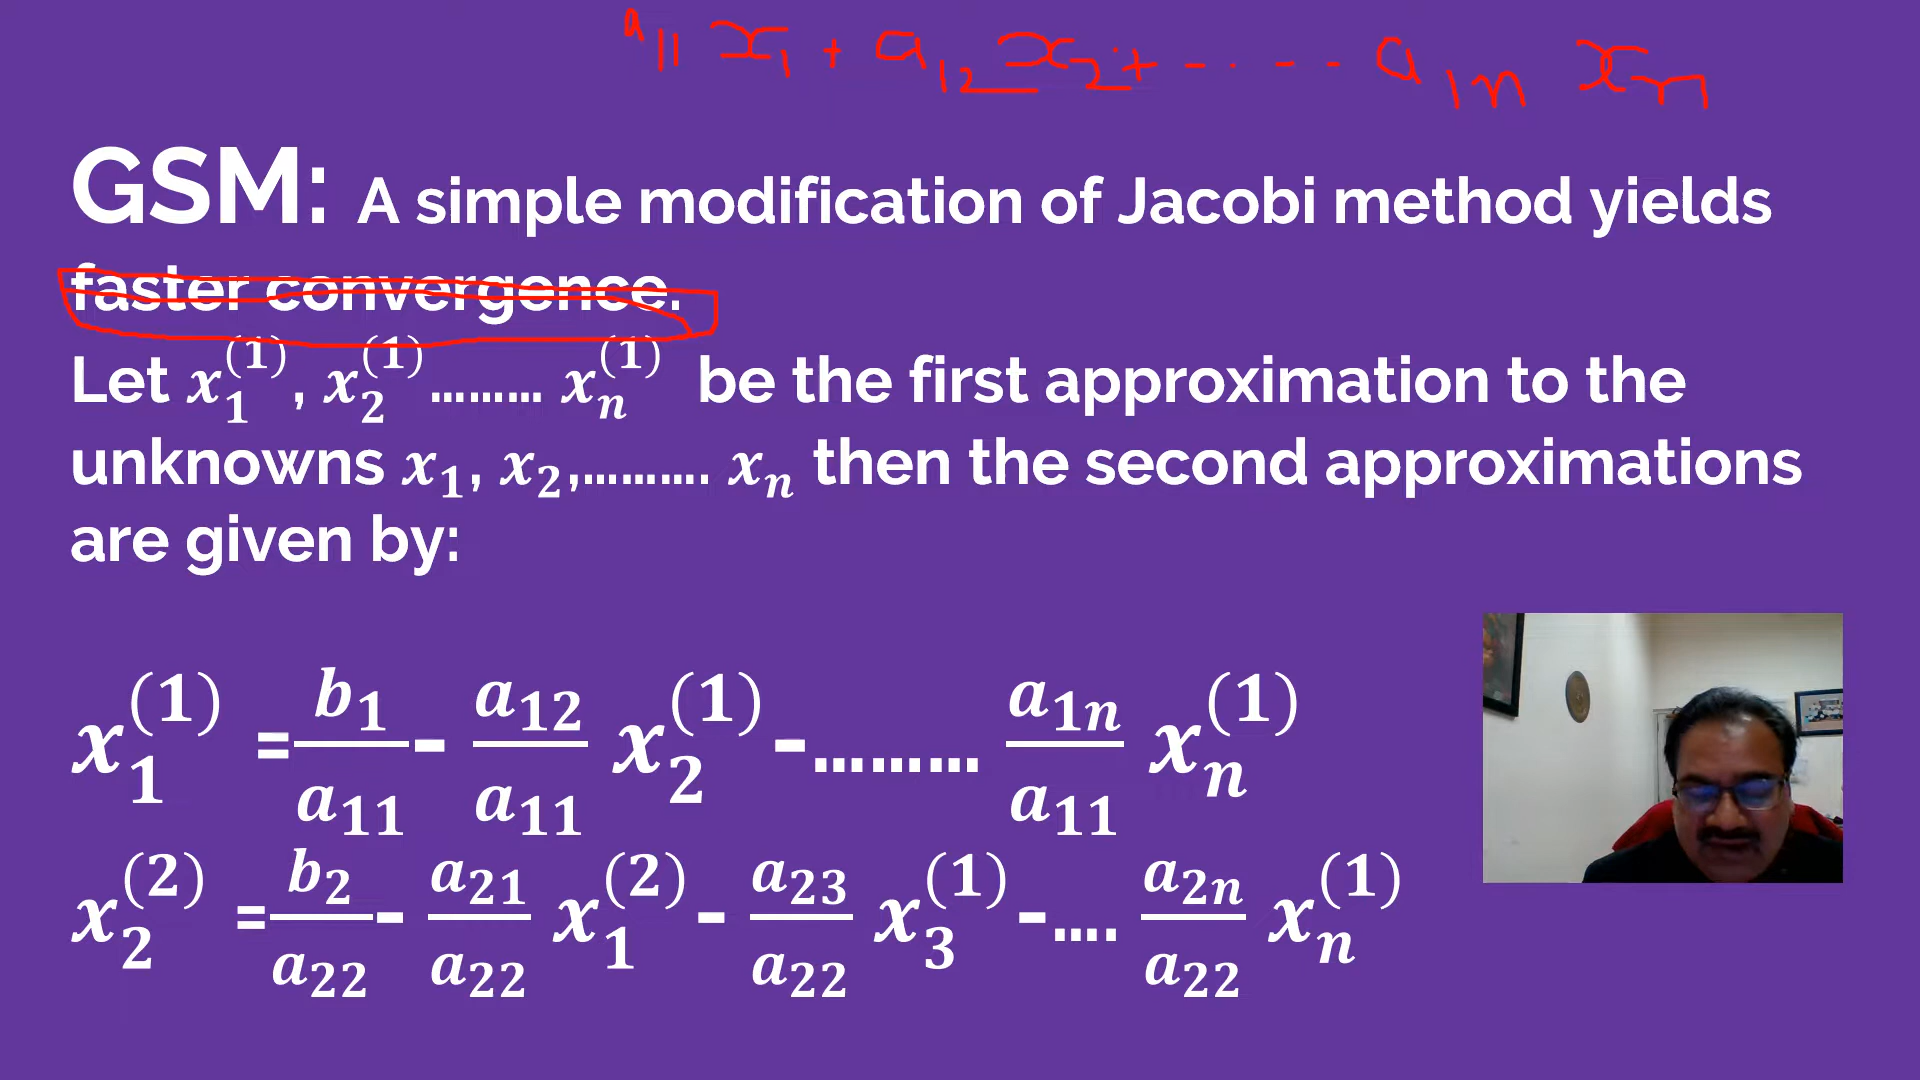 a₁₁ x₁ + a₁₂ x₂ + - . - - - a₁n xn
GSM: A simple modification of Jacobi method yields
faster convergence.
Let x₁⁽¹⁾, x₂⁽¹⁾……… xₙ⁽¹⁾ be the first approximation to the
unknowns x₁, x₂,………. xₙ then the second approximations
are given by:
x₁⁽¹⁾ = b₁/a₁₁ - a₁₂/a₁₁ x₂⁽¹⁾ -……… a₁ₙ/a₁₁ xₙ⁽¹⁾
x₂⁽²⁾ = b₂/a₂₂ - a₂₁/a₂₂ x₁⁽²⁾ - a₂₃/a₂₂ x₃⁽¹⁾ -…. a₂ₙ/a₂₂ xₙ⁽¹⁾